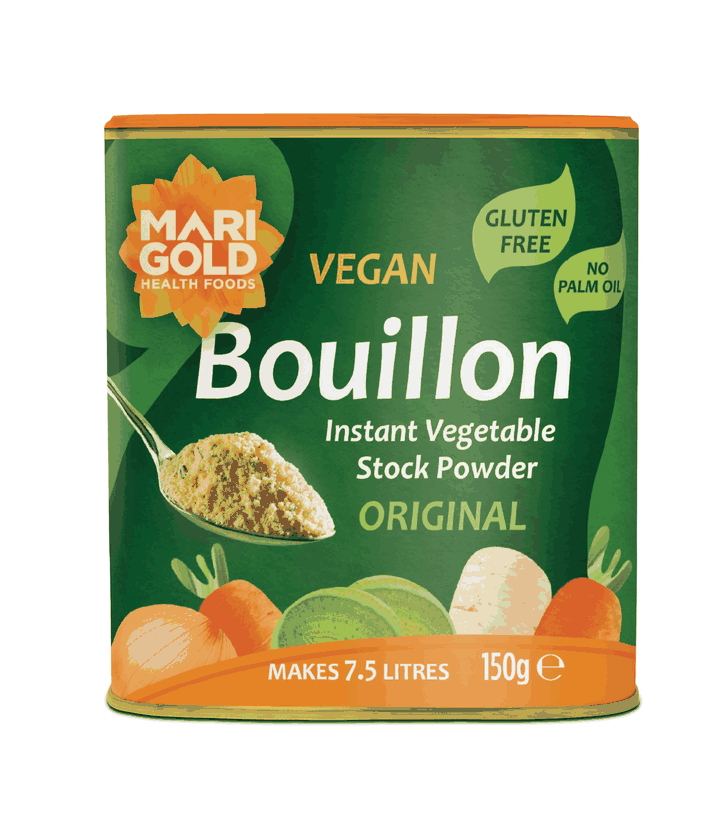 MARI
GOLD
HEALTH FOODS
GLUTEN
FREE
NO
PALM OIL
VEGAN
Bouillon
Instant Vegetable
Stock Powder
ORIGINAL
MAKES 7.5 LITRES 150g ℮